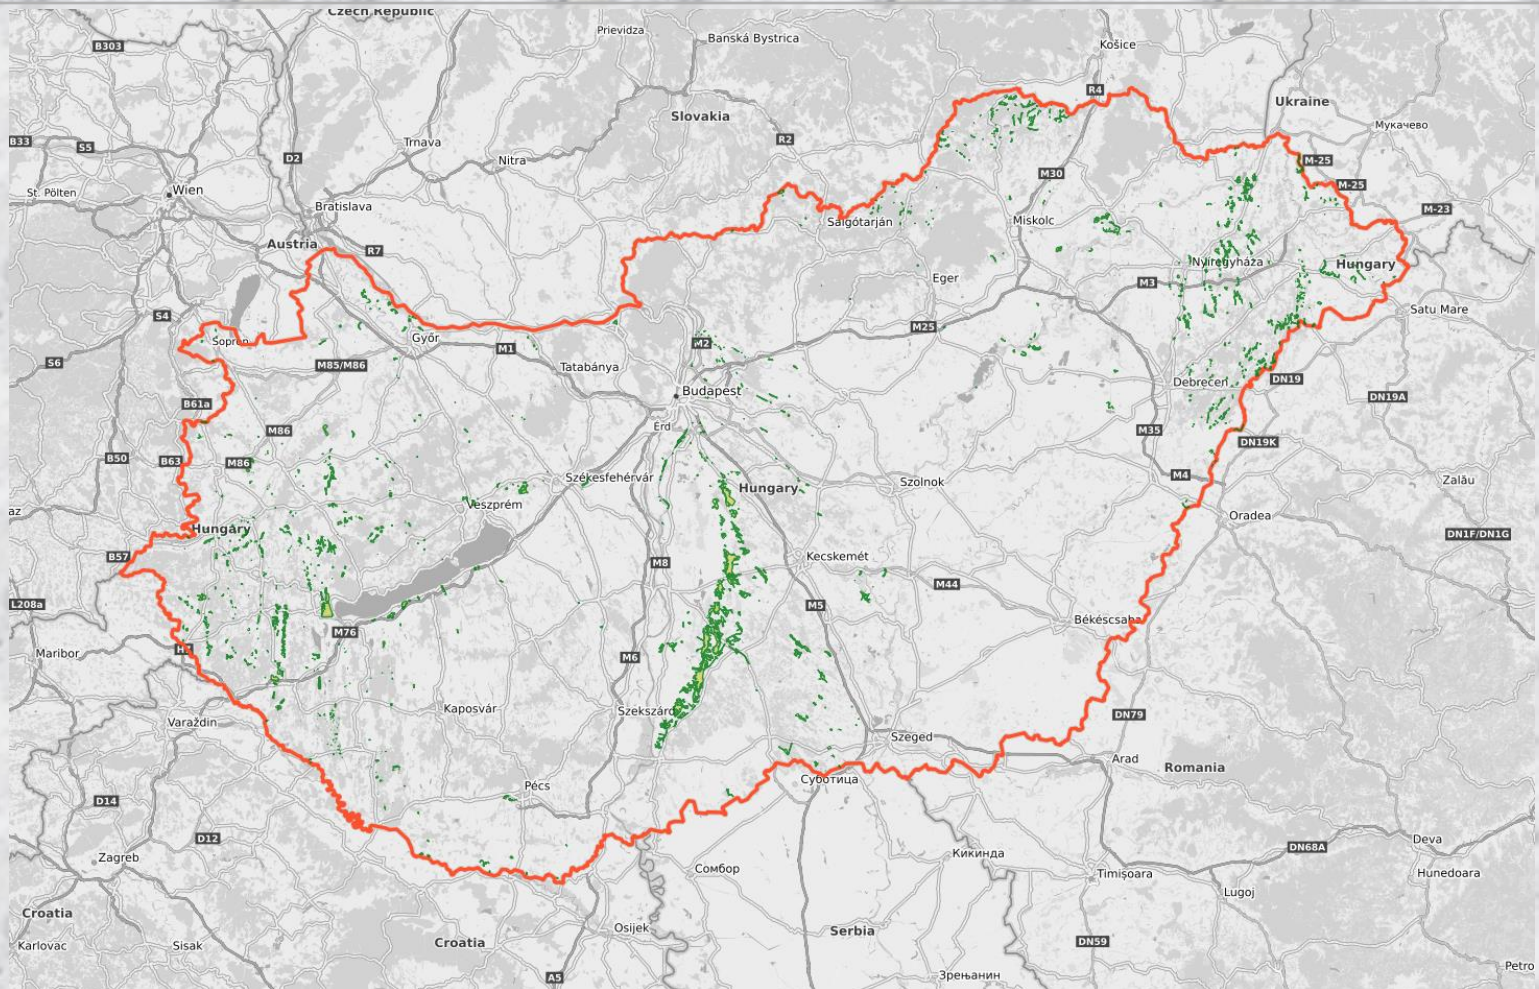 Czech Republic
B303
Prievidza
Banská Bystrica
Košice
R4
Ukraine
Slovakia
Мукачево
B33
S5
D2
Trnava
Nitra
R2
M-25
M30
M-25
St. Pölten
Wien
Bratislava
Salgótarján
Miskolc
M-23
Austria
R7
Nyíregyháza
Hungary
Eger
M3
S4
Sopron
Győr
M1
M2
M25
Satu Mare
S6
M85/M86
Tatabánya
Debrecen
DN19
B61a
Budapest
DN19A
M86
Érd
M35
DN19K
B50
B63
M86
Székesfehérvár
Hungary
Szolnok
M4
Zalău
Veszprém
Oradea
az
Hungary
DN1F/DN1G
B57
M8
Kecskemét
M44
L208a
M76
M5
Békéscsaba
Maribor
M6
Varaždin
Kaposvár
Szekszárd
DN79
Szeged
Arad
Romania
Суботица
Pécs
D14
D12
Deva
DN68A
Zagreb
Сомбор
Кикинда
Timișoara
Hunedoara
Lugoj
Croatia
Osijek
Serbia
Karlovac
Sisak
Croatia
DN59
A5
Зрењанин
Petro